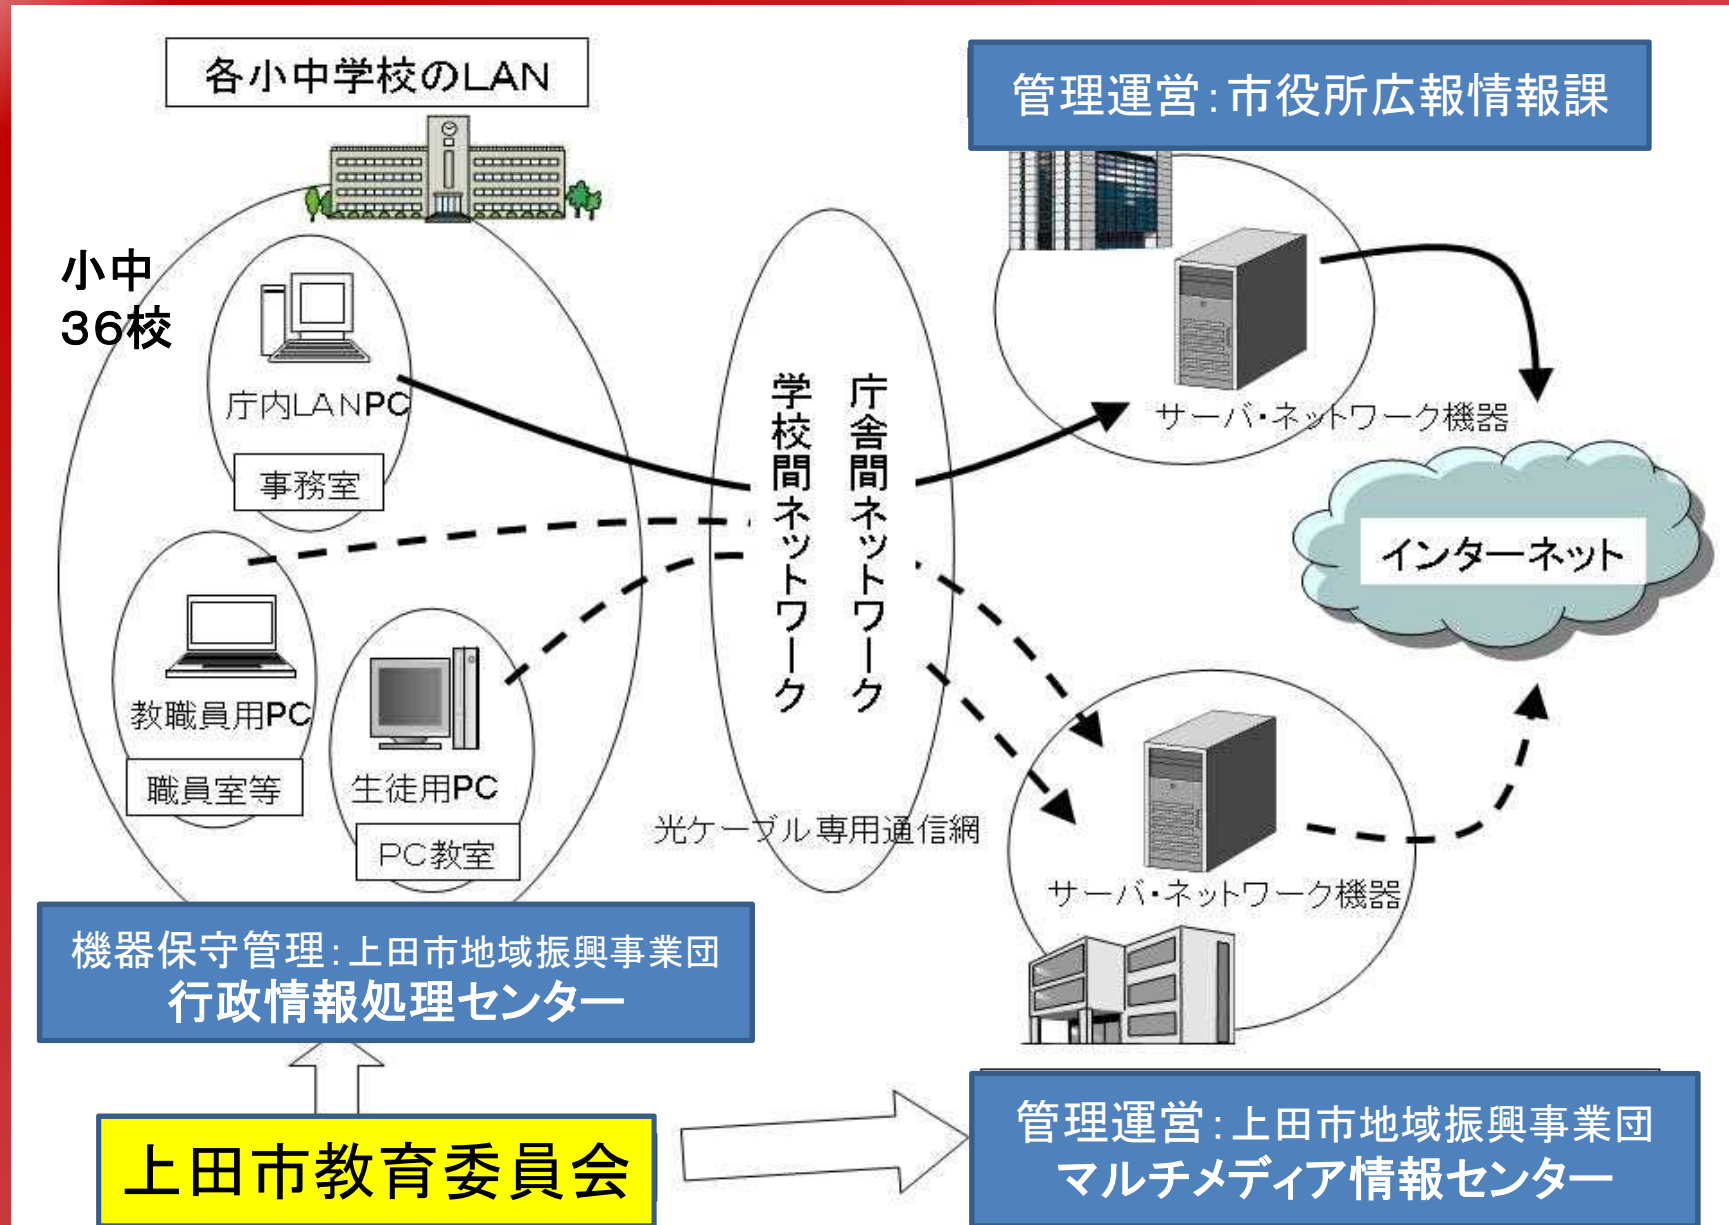 各小中学校のLAN
管理運営：市役所広報情報課
小中
36校
庁内LANPC
事務室
教職員用PC
職員室等
生徒用PC
PC教室
学校間ネットワーク
庁舎間ネットワーク
光ケーブル専用通信網
サーバ・ネットワーク機器
インターネット
サーバ・ネットワーク機器
機器保守管理：上田市地域振興事業団
行政情報処理センター
上田市教育委員会
管理運営：上田市地域振興事業団
マルチメディア情報センター